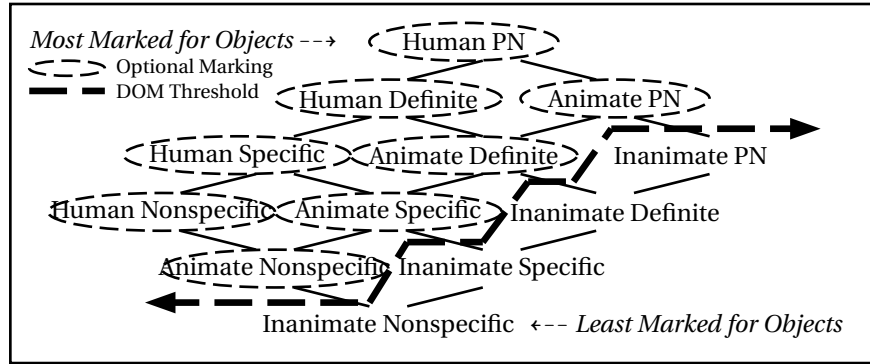 Most Marked for Objects --→ Human PN
Optional Marking
DOM Threshold
Human Definite Animate PN
Human Specific Animate Definite Inanimate PN
Human Nonspecific Animate Specific Inanimate Definite
Animate Nonspecific Inanimate Specific
Inanimate Nonspecific ←-- Least Marked for Objects